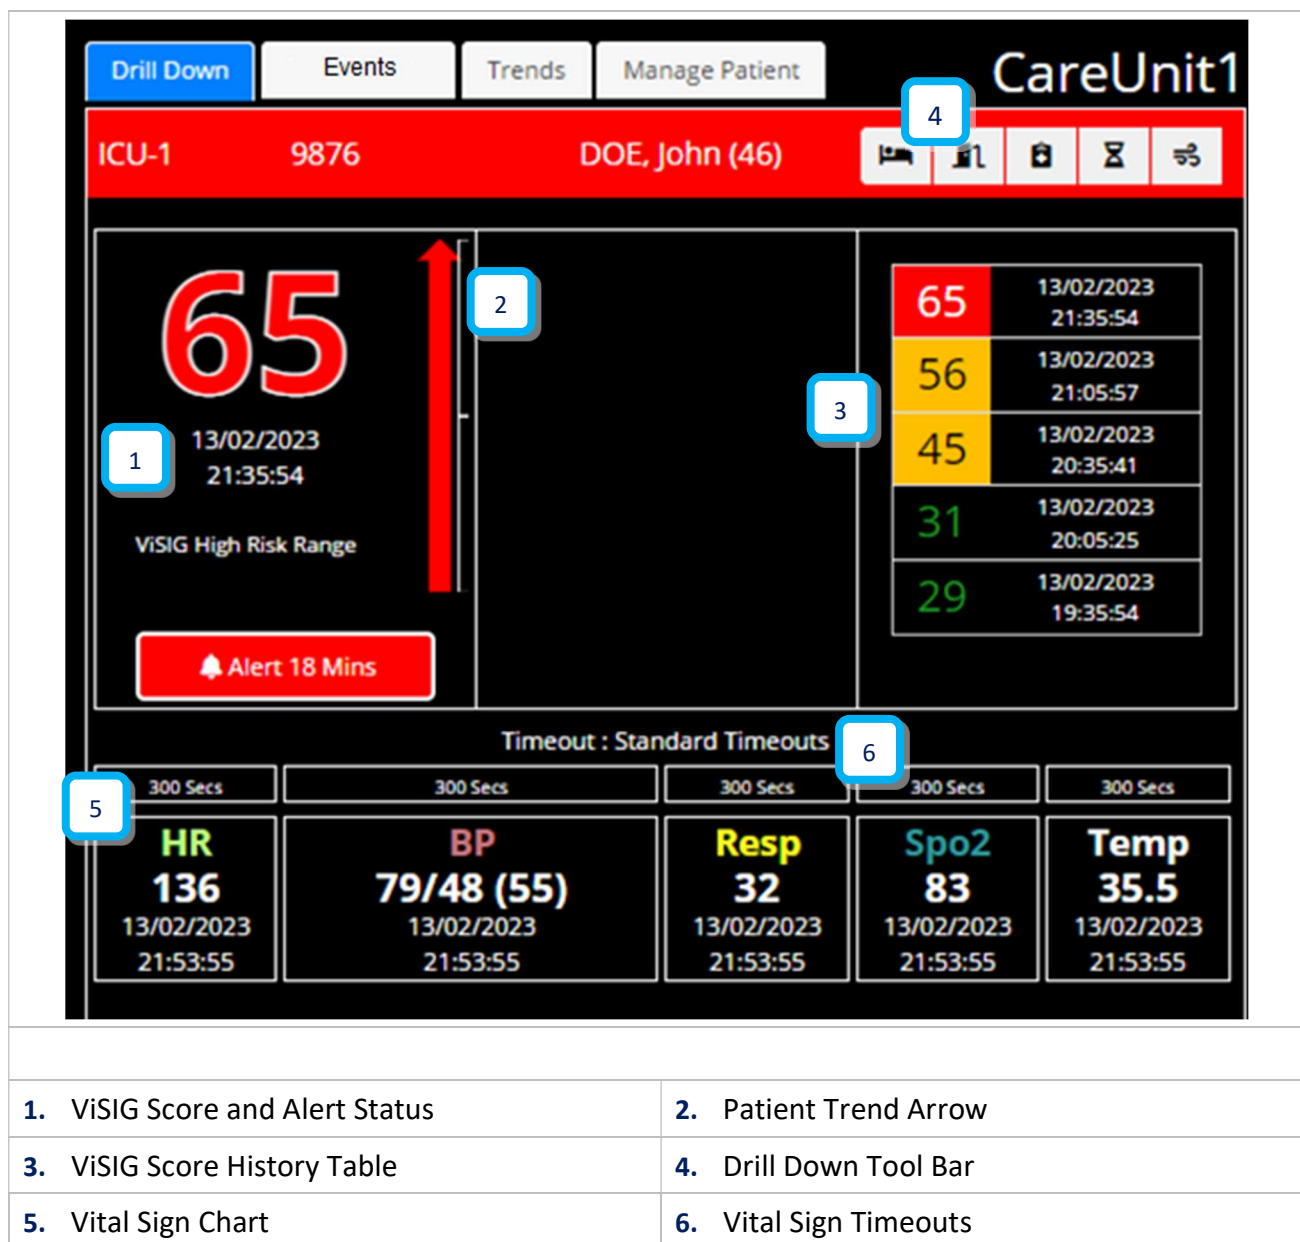 Drill Down
Events
Trends
Manage Patient
CareUnit1
4
ICU-1
9876
DOE, John (46)
65
2
13/02/2023
21:35:54
1
ViSIG High Risk Range
Alert 18 Mins
3
65
13/02/2023
21:35:54
56
13/02/2023
21:05:57
45
13/02/2023
20:35:41
31
13/02/2023
20:05:25
29
13/02/2023
19:35:54
Timeout : Standard Timeouts
6
5
300 Secs
300 Secs
300 Secs
300 Secs
300 Secs
HR
136
13/02/2023
21:53:55
BP
79/48 (55)
13/02/2023
21:53:55
Resp
32
13/02/2023
21:53:55
Spo2
83
13/02/2023
21:53:55
Temp
35.5
13/02/2023
21:53:55
1. ViSIG Score and Alert Status
2. Patient Trend Arrow
3. ViSIG Score History Table
4. Drill Down Tool Bar
5. Vital Sign Chart
6. Vital Sign Timeouts